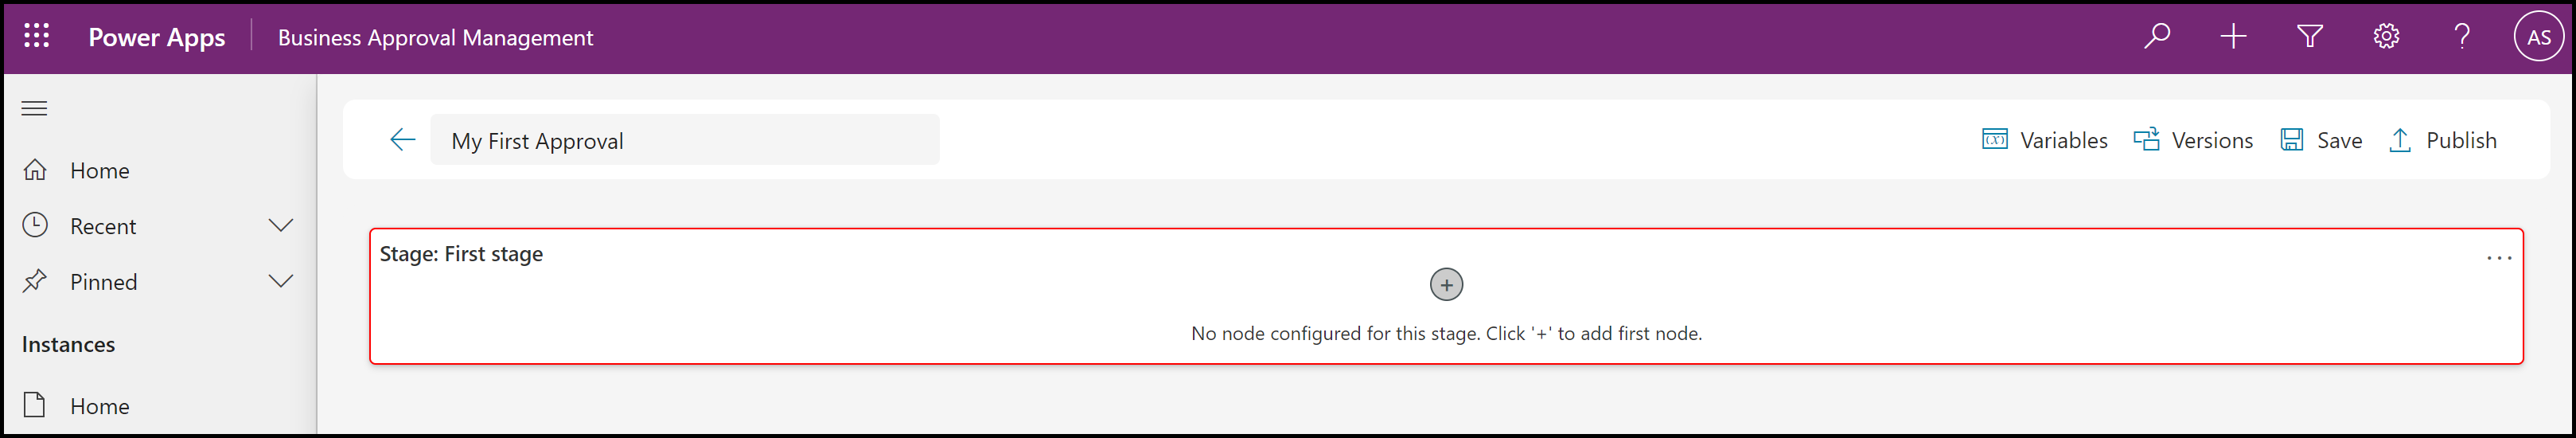 Power Apps
Business Approval Management
AS
My First Approval
(x)
Variables
Versions
Save
Publish
Home
Recent
Pinned
Instances
Home
Stage: First stage
...
+
No node configured for this stage. Click '+' to add first node.